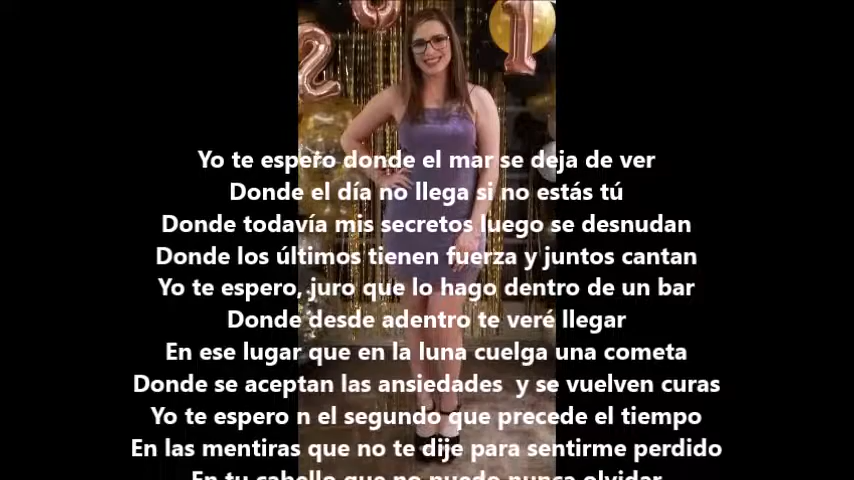 2 0 1
Yo te espero donde el mar se deja de ver
Donde el día no llega si no estás tú
Donde todavía mis secretos luego se desnudan
Donde los últimos tienen fuerza y juntos cantan
Yo te espero, juro que lo hago dentro de un bar
Donde desde adentro te veré llegar
En ese lugar que en la luna cuelga una cometa
Donde se aceptan las ansiedades  y se vuelven curas
Yo te espero n el segundo que precede el tiempo
En las mentiras que no te dije para sentirme perdido
En tu cabello que no puedo nunca olvidar